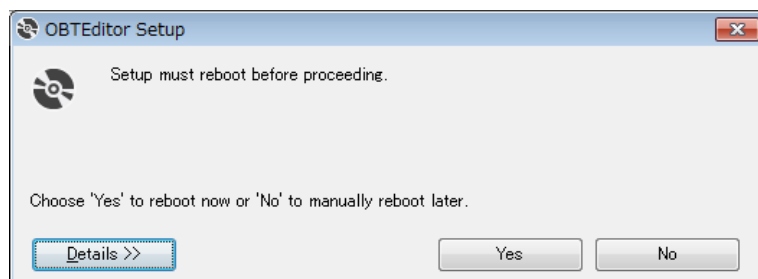 OBTEditor Setup
Setup must reboot before proceeding.
Choose 'Yes' to reboot now or 'No' to manually reboot later.
Details >>
Yes
No